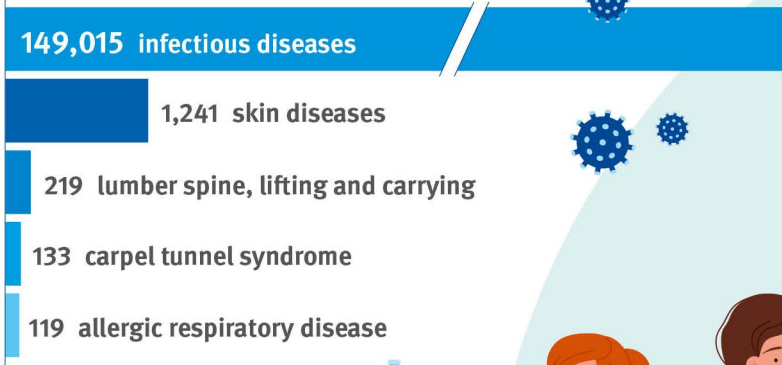 149,015 infectious diseases
1,241 skin diseases
219 lumber spine, lifting and carrying
133 carpel tunnel syndrome
119 allergic respiratory disease